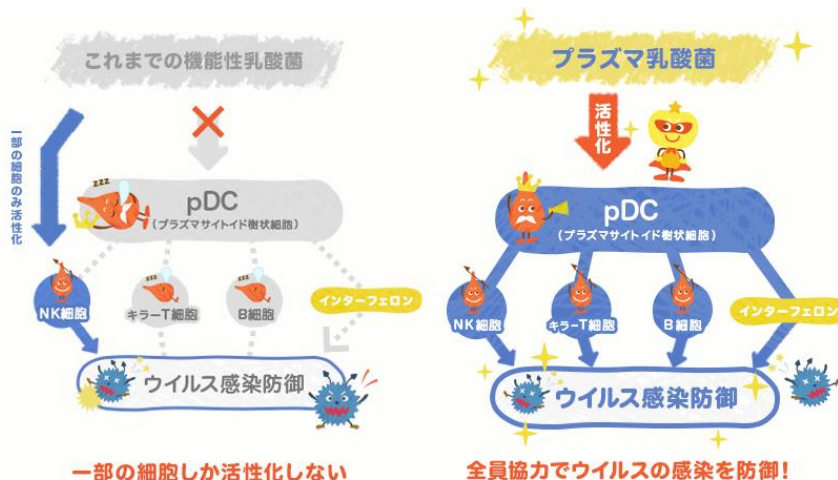 これまでの機能性乳酸菌
一部の細胞のみ活性化
zzz
pDC
(プラズマサイトイド樹状細胞)
NK細胞
zzz
キラーT細胞
zzz
B細胞
インターフェロン
ウイルス感染防御
一部の細胞しか活性化しない
プラズマ乳酸菌
活性化
pDC
(プラズマサイトイド樹状細胞)
NK細胞
キラーT細胞
B細胞
インターフェロン
ウイルス感染防御
全員協力でウイルスの感染を防御!